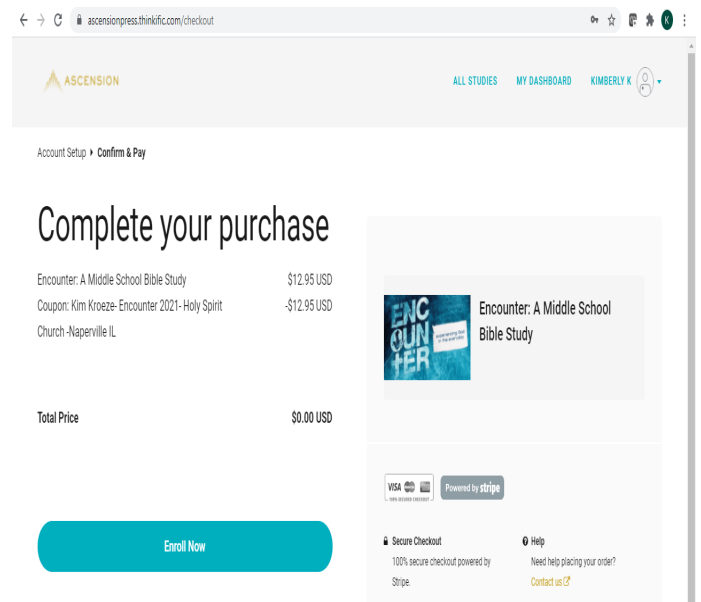 ascensionpress.thinkific.com/checkout
K
ASCENSION
ALL STUDIES MY DASHBOARD KIMBERLY K
Account Setup Confirm & Pay
Complete your purchase
Encounter: A Middle School Bible Study $12.95 USD
Coupon: Kim Kroeze- Encounter 2021- Holy Spirit -$12.95 USD
Church -Naperville IL
Total Price $0.00 USD
Enroll Now
ENC
OUN
TER
Encounter: A Middle School
Bible Study
VISA
100% SECURED CHECKOUT
Powered by stripe
Secure Checkout
100% secure checkout powered by
Stripe.
Help
Need help placing your order?
Contact us